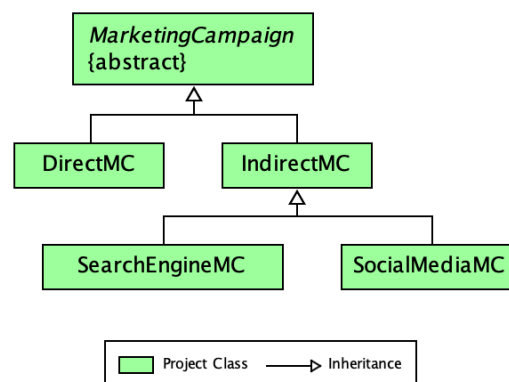 MarketingCampaign
{abstract}
DirectMC
IndirectMC
SearchEngineMC
SocialMediaMC
Project Class
Inheritance